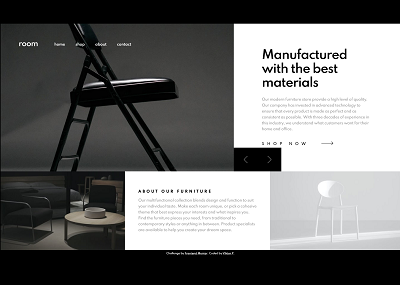 room
home shop about contact
Manufactured
with the best
materials
Our modern furniture store provide a high level of quality.
Our company has invested in advanced technology to
ensure that every product is made as perfect and as
consistent as possible. With three decades of experience in
this industry, we understand what customers want for their
home and office.
SHOP NOW
ABOUT OUR FURNITURE
Our multifunctional collection blends design and function to suit
your individual taste. Make each room unique, or pick a cohesive
theme that best express your interests and what inspires you.
Find the furniture pieces you need, from traditional to
contemporary styles or anything in between. Product specialists
are available to help you create your dream space.
Challenge by Frontend Mentor. Coded by